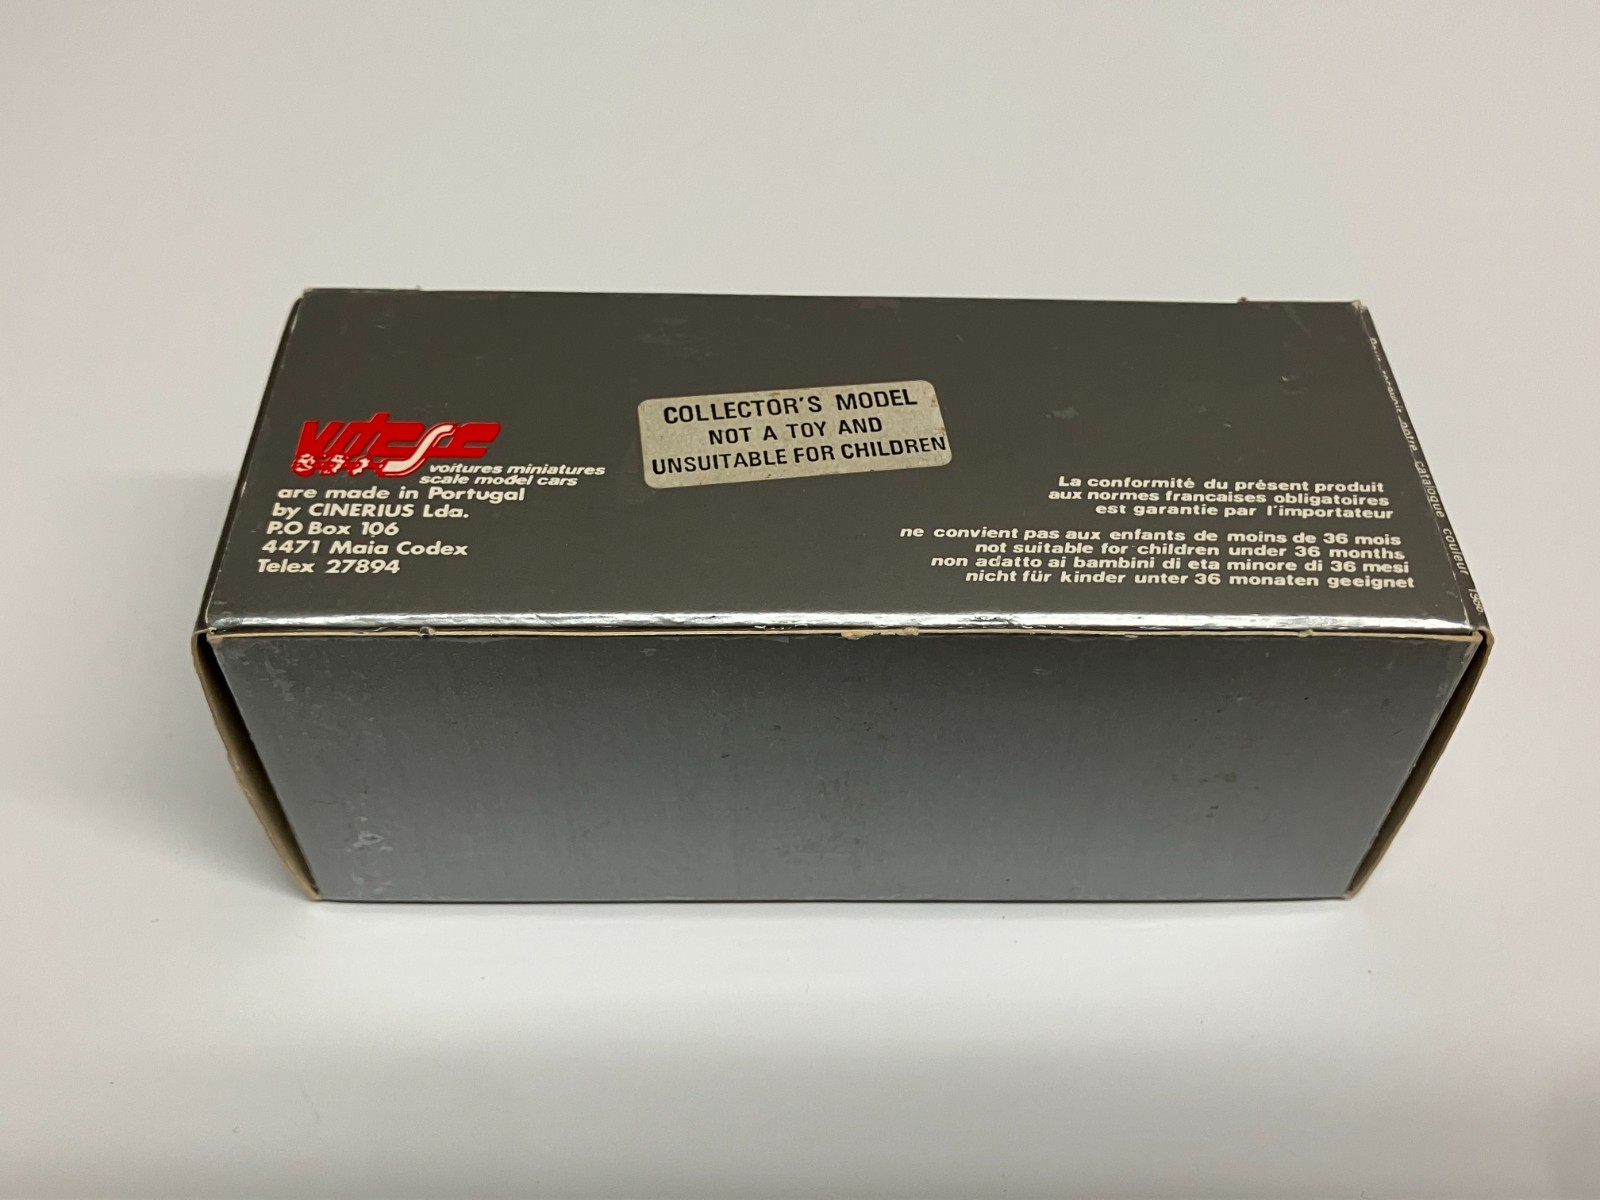 Vitesse
voitures miniatures
scale model cars
are made in Portugal
by CINERIUS Lda.
P.O Box 106
4471 Maia Codex
Telex 27894
COLLECTOR'S MODEL
NOT A TOY AND
UNSUITABLE FOR CHILDREN
La conformité du présent produit
aux normes francaises obligatoires
est garantie par l'importateur
ne convient pas aux enfants de moins de 36 mois
not suitable for children under 36 months
non adatto ai bambini di eta minore di 36 mesi
nicht für kinder unter 36 monaten geeignet
notre catalogue couleur